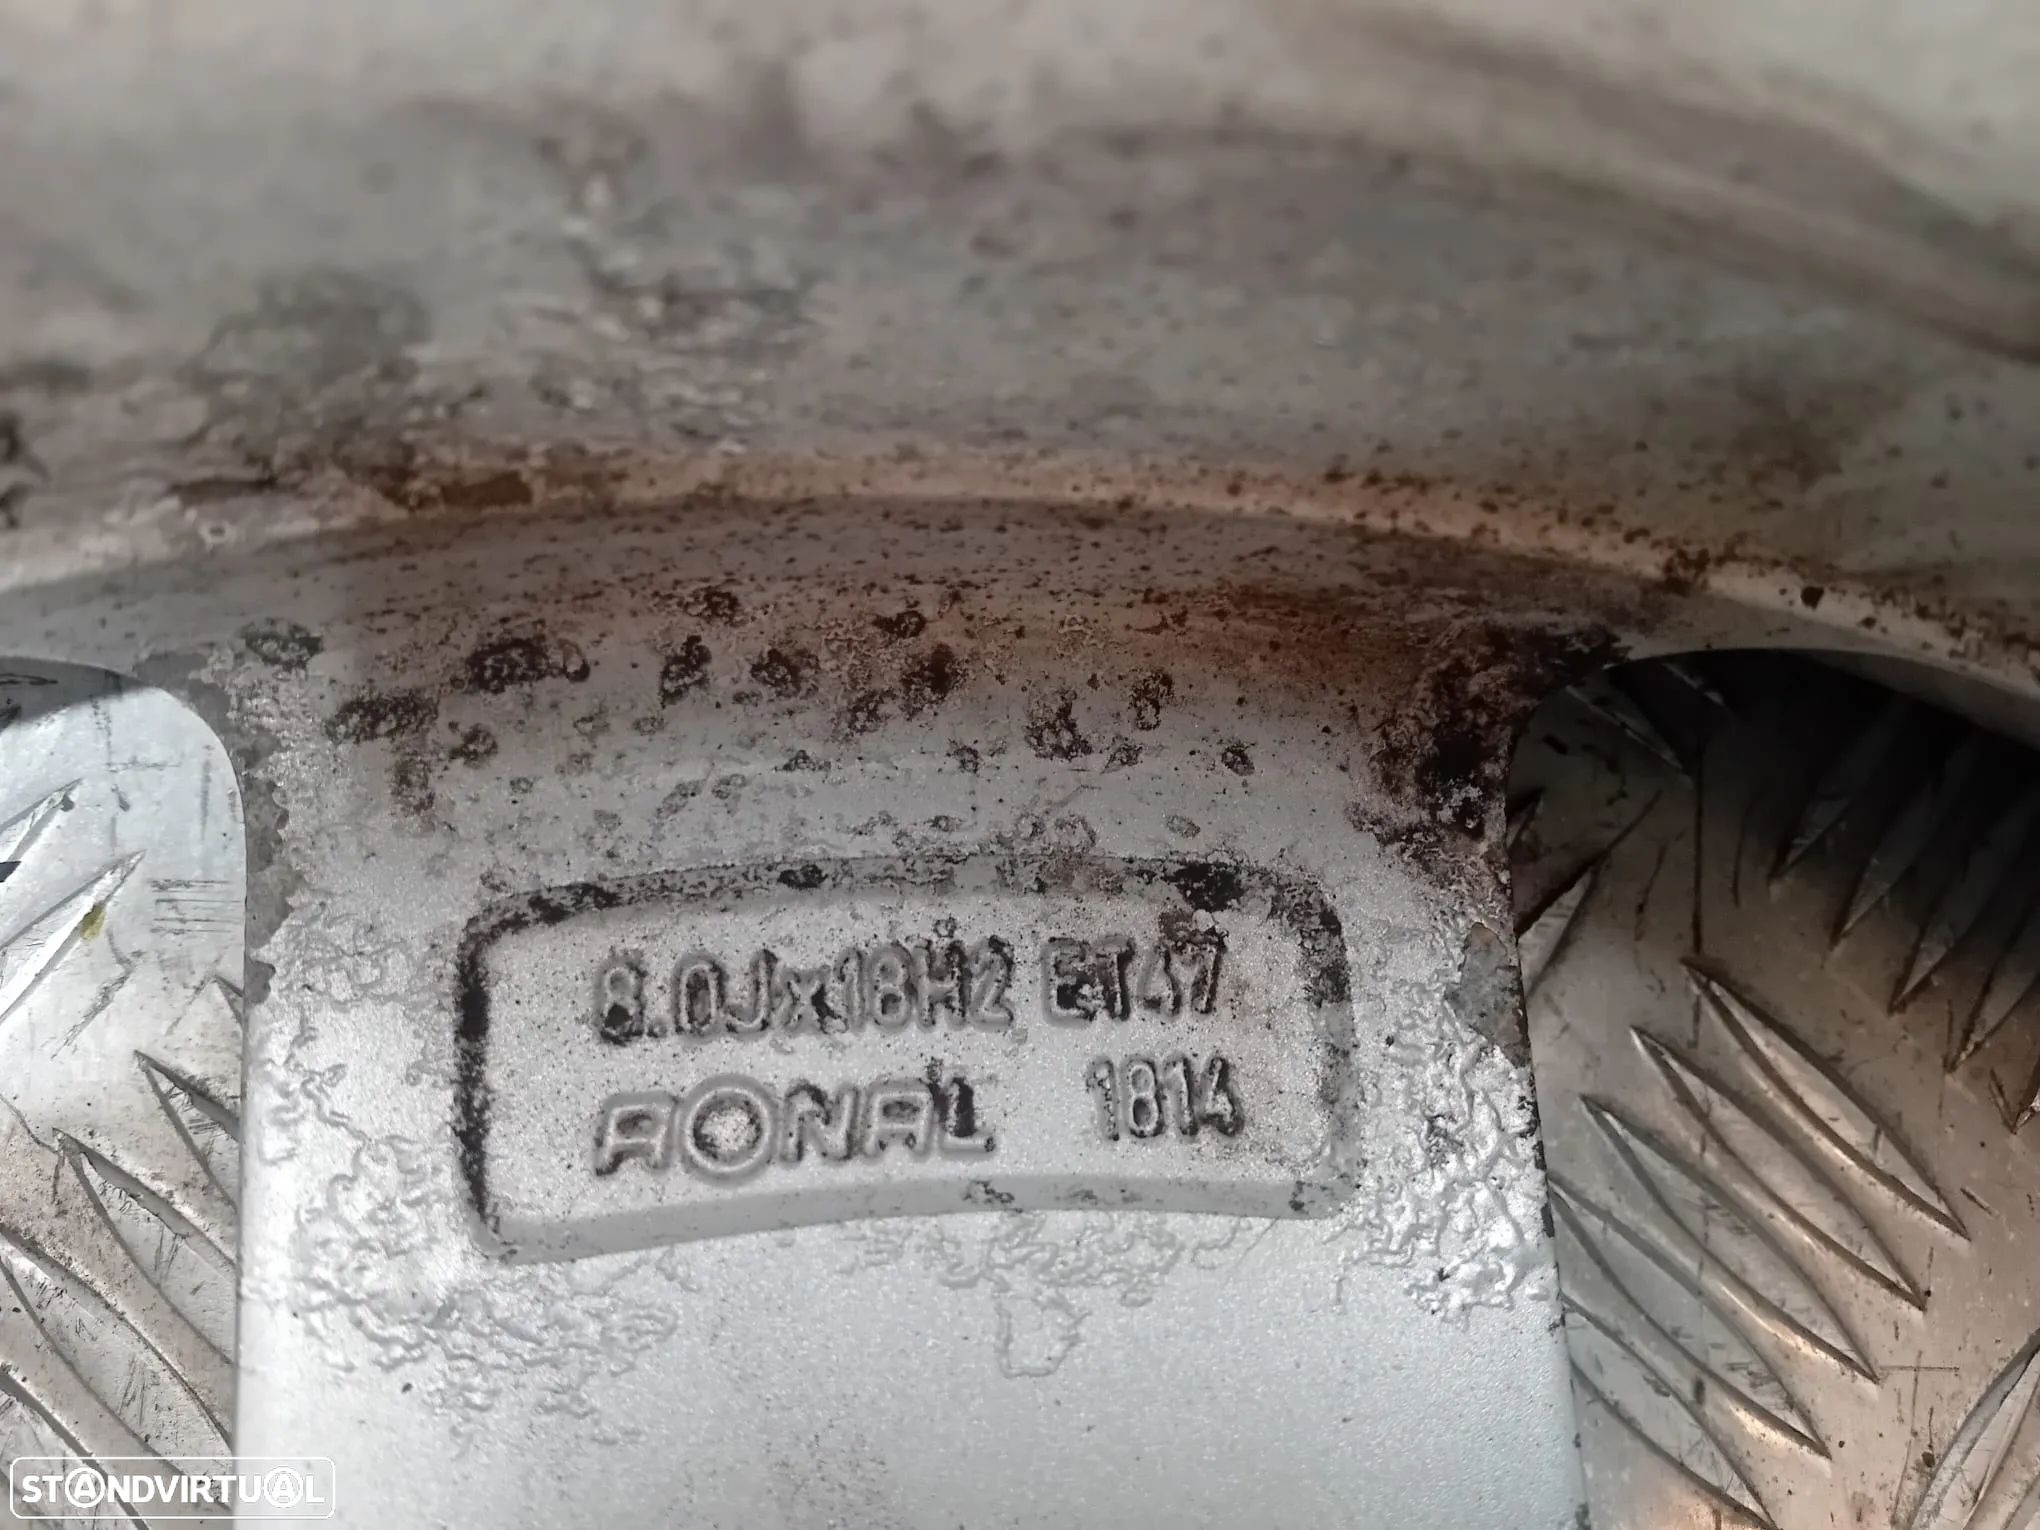 8.0Jx18H2 ET47
RONAL 1814
STANDVIRTUAL